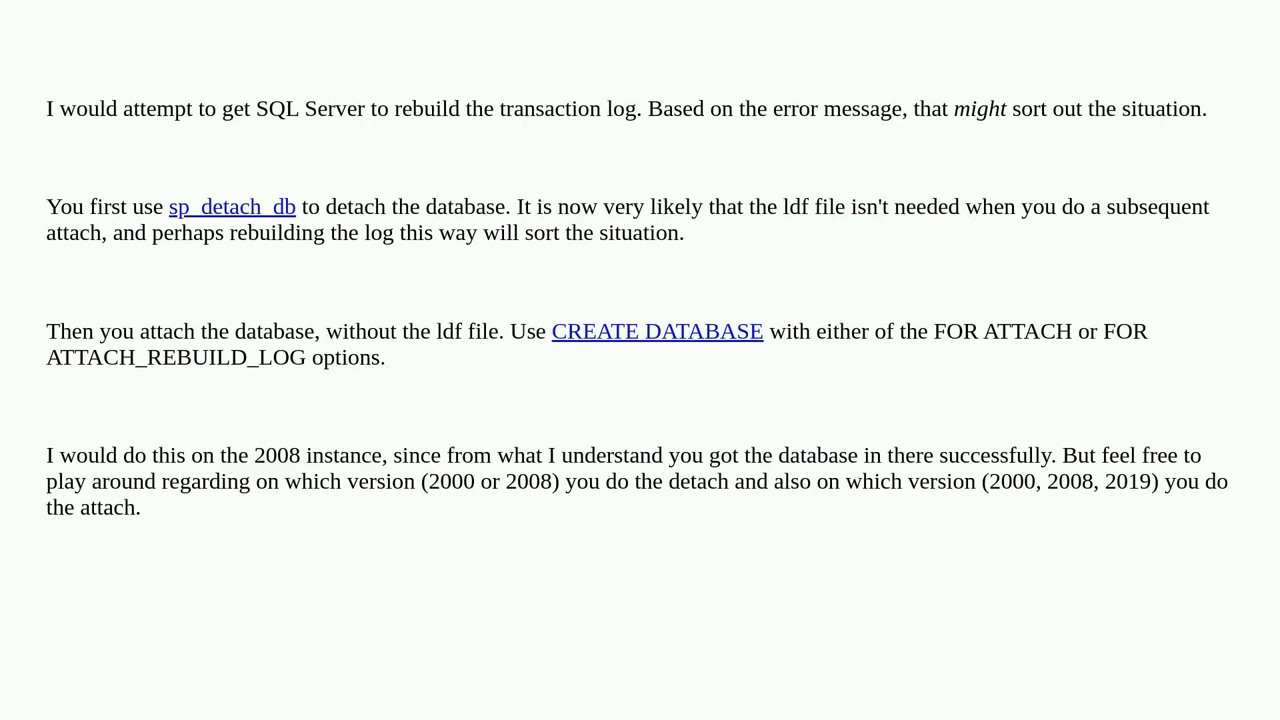 I would attempt to get SQL Server to rebuild the transaction log. Based on the error message, that might sort out the situation.
You first use sp_detach_db to detach the database. It is now very likely that the ldf file isn't needed when you do a subsequent
attach, and perhaps rebuilding the log this way will sort the situation.
Then you attach the database, without the ldf file. Use CREATE DATABASE with either of the FOR ATTACH or FOR
ATTACH_REBUILD_LOG options.
I would do this on the 2008 instance, since from what I understand you got the database in there successfully. But feel free to
play around regarding on which version (2000 or 2008) you do the detach and also on which version (2000, 2008, 2019) you do
the attach.